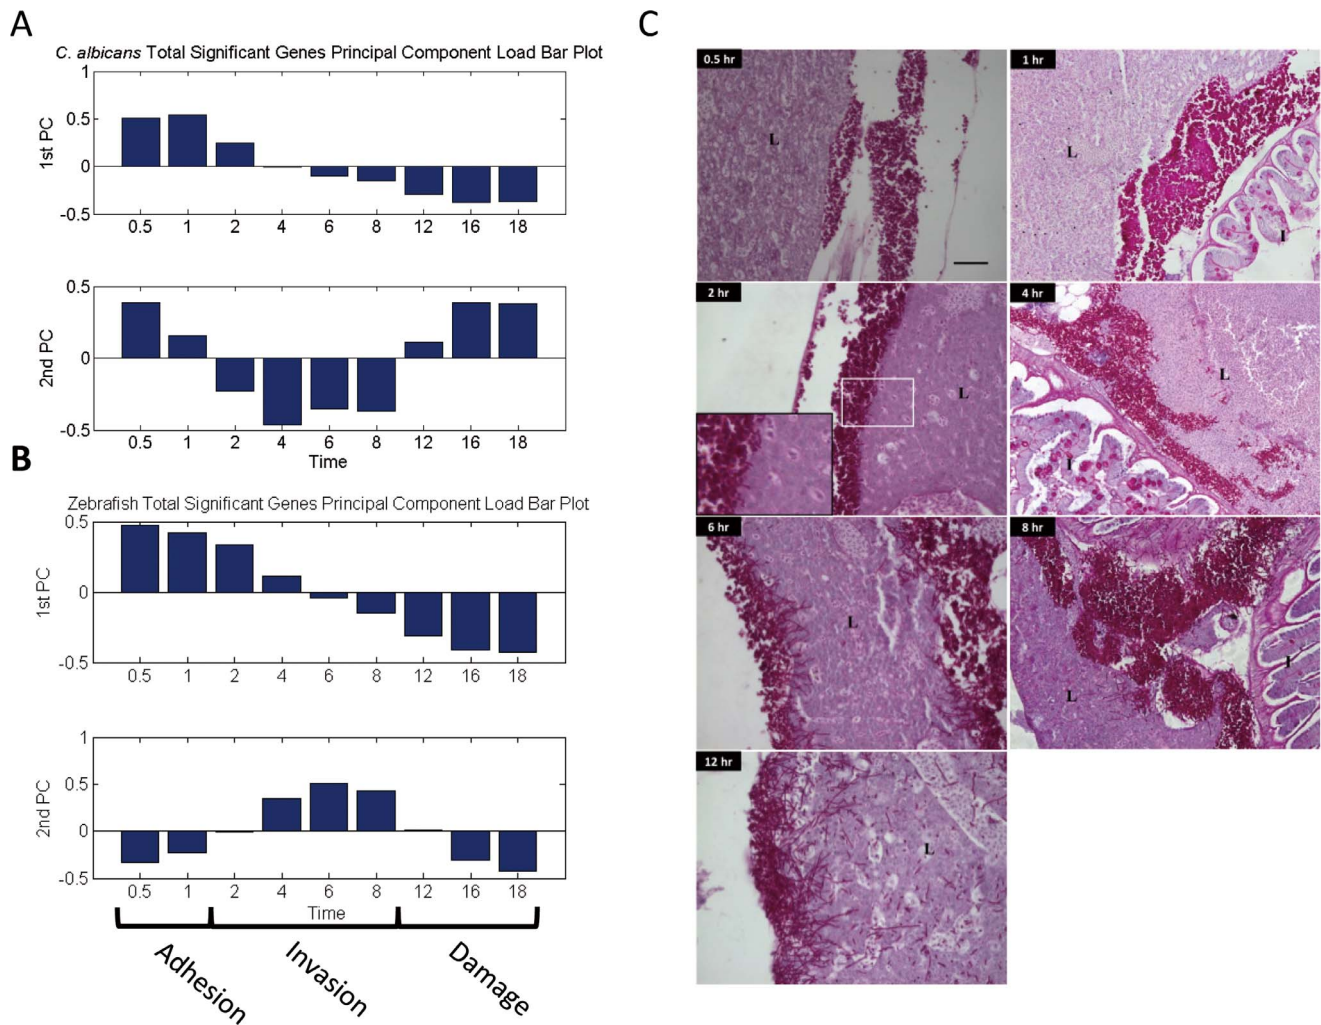 A
C. albicans Total Significant Genes Principal Component Load Bar Plot
1
0.5
0
-0.5
1st PC
0.5 1 2 4 6 8 12 16 18
0.5
0
-0.5
2nd PC
0.5 1 2 4 6 8 12 16 18
Time
B
Zebrafish Total Significant Genes Principal Component Load Bar Plot
0.5
0
-0.5
1st PC
0.5 1 2 4 6 8 12 16 18
1
0.5
0
-0.5
2nd PC
0.5 1 2 4 6 8 12 16 18
Time
Adhesion
Invasion
Damage
C
0.5 hr
L
1 hr
L
I
2 hr
L
4 hr
L
I
6 hr
L
8 hr
L
I
12 hr
L